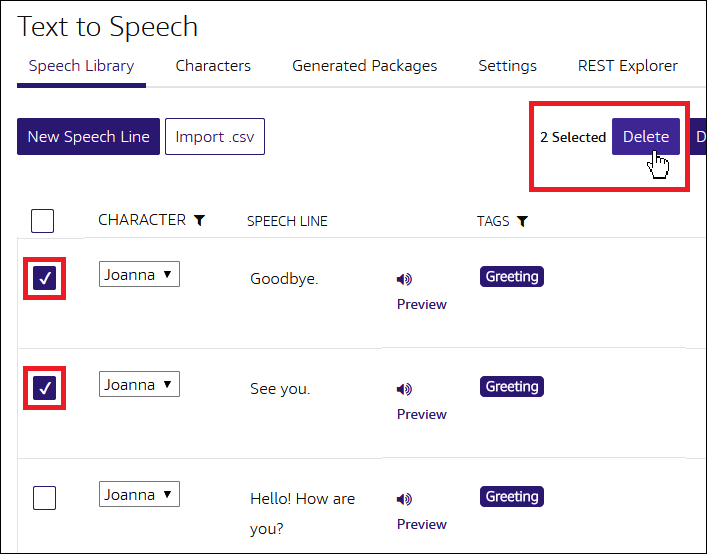 Text to Speech
Speech Library Characters Generated Packages Settings REST Explorer
New Speech Line Import .csv 2 Selected Delete D
CHARACTER SPEECH LINE TAGS
Joanna Goodbye. Preview Greeting
Joanna See you. Preview Greeting
Joanna Hello! How are Preview Greeting
you?